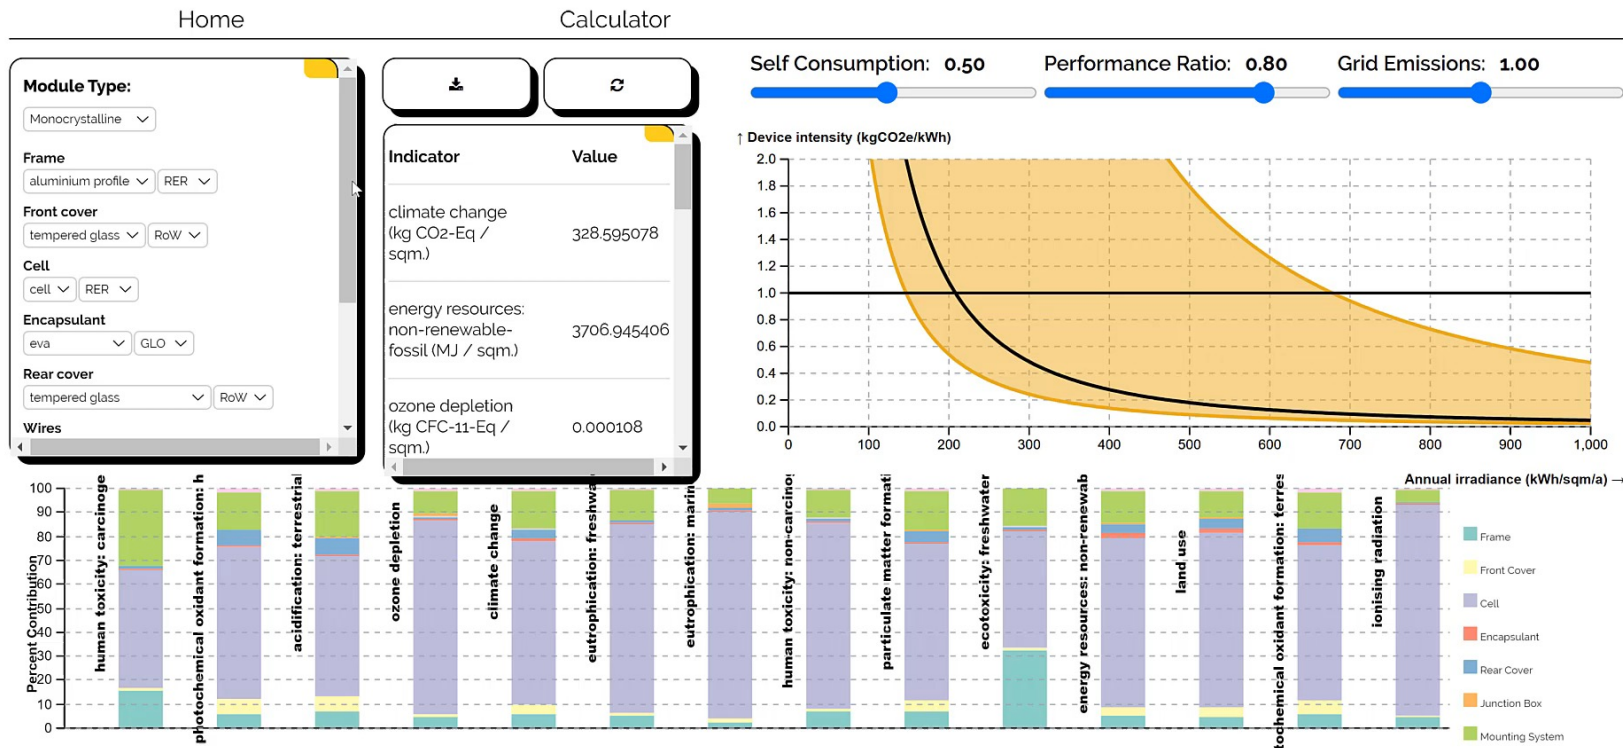 Home
Calculator
Module Type:
Monocrystalline
Frame
aluminium profile RER
Front cover
tempered glass RoW
Cell
cell RER
Encapsulant
eva GLO
Rear cover
tempered glass RoW
Wires
Indicator Value
climate change
(kg CO2-Eq /
sqm.)
328.595078
energy resources:
non-renewable-
fossil (MJ / sqm.)
3706.945406
ozone depletion
(kg CFC-11-Eq /
sqm.)
0.000108
Self Consumption: 0.50
Performance Ratio: 0.80
Grid Emissions: 1.00
↑ Device intensity (kgCO2e/kWh)
2.0
1.8
1.6
1.4
1.2
1.0
0.8
0.6
0.4
0.2
0.0
0 100 200 300 400 500 600 700 800 900 1,000
Annual irradiance (kWh/sqm/a) →
100
90
80
70
60
50
40
30
20
10
0
Percent Contribution
human toxicity: carcinoge
photochemical oxidant formation: h
acidification: terrestrial
ozone depletion
climate change
eutrophication: freshwa
eutrophication: marin
human toxicity: non-carcino
particulate matter formati
ecotoxicity: freshwater
energy resources: non-renewab
land use
tochemical oxidant formation: terres
ionising radiation
Frame
Front Cover
Cell
Encapsulant
Rear Cover
Junction Box
Mounting System